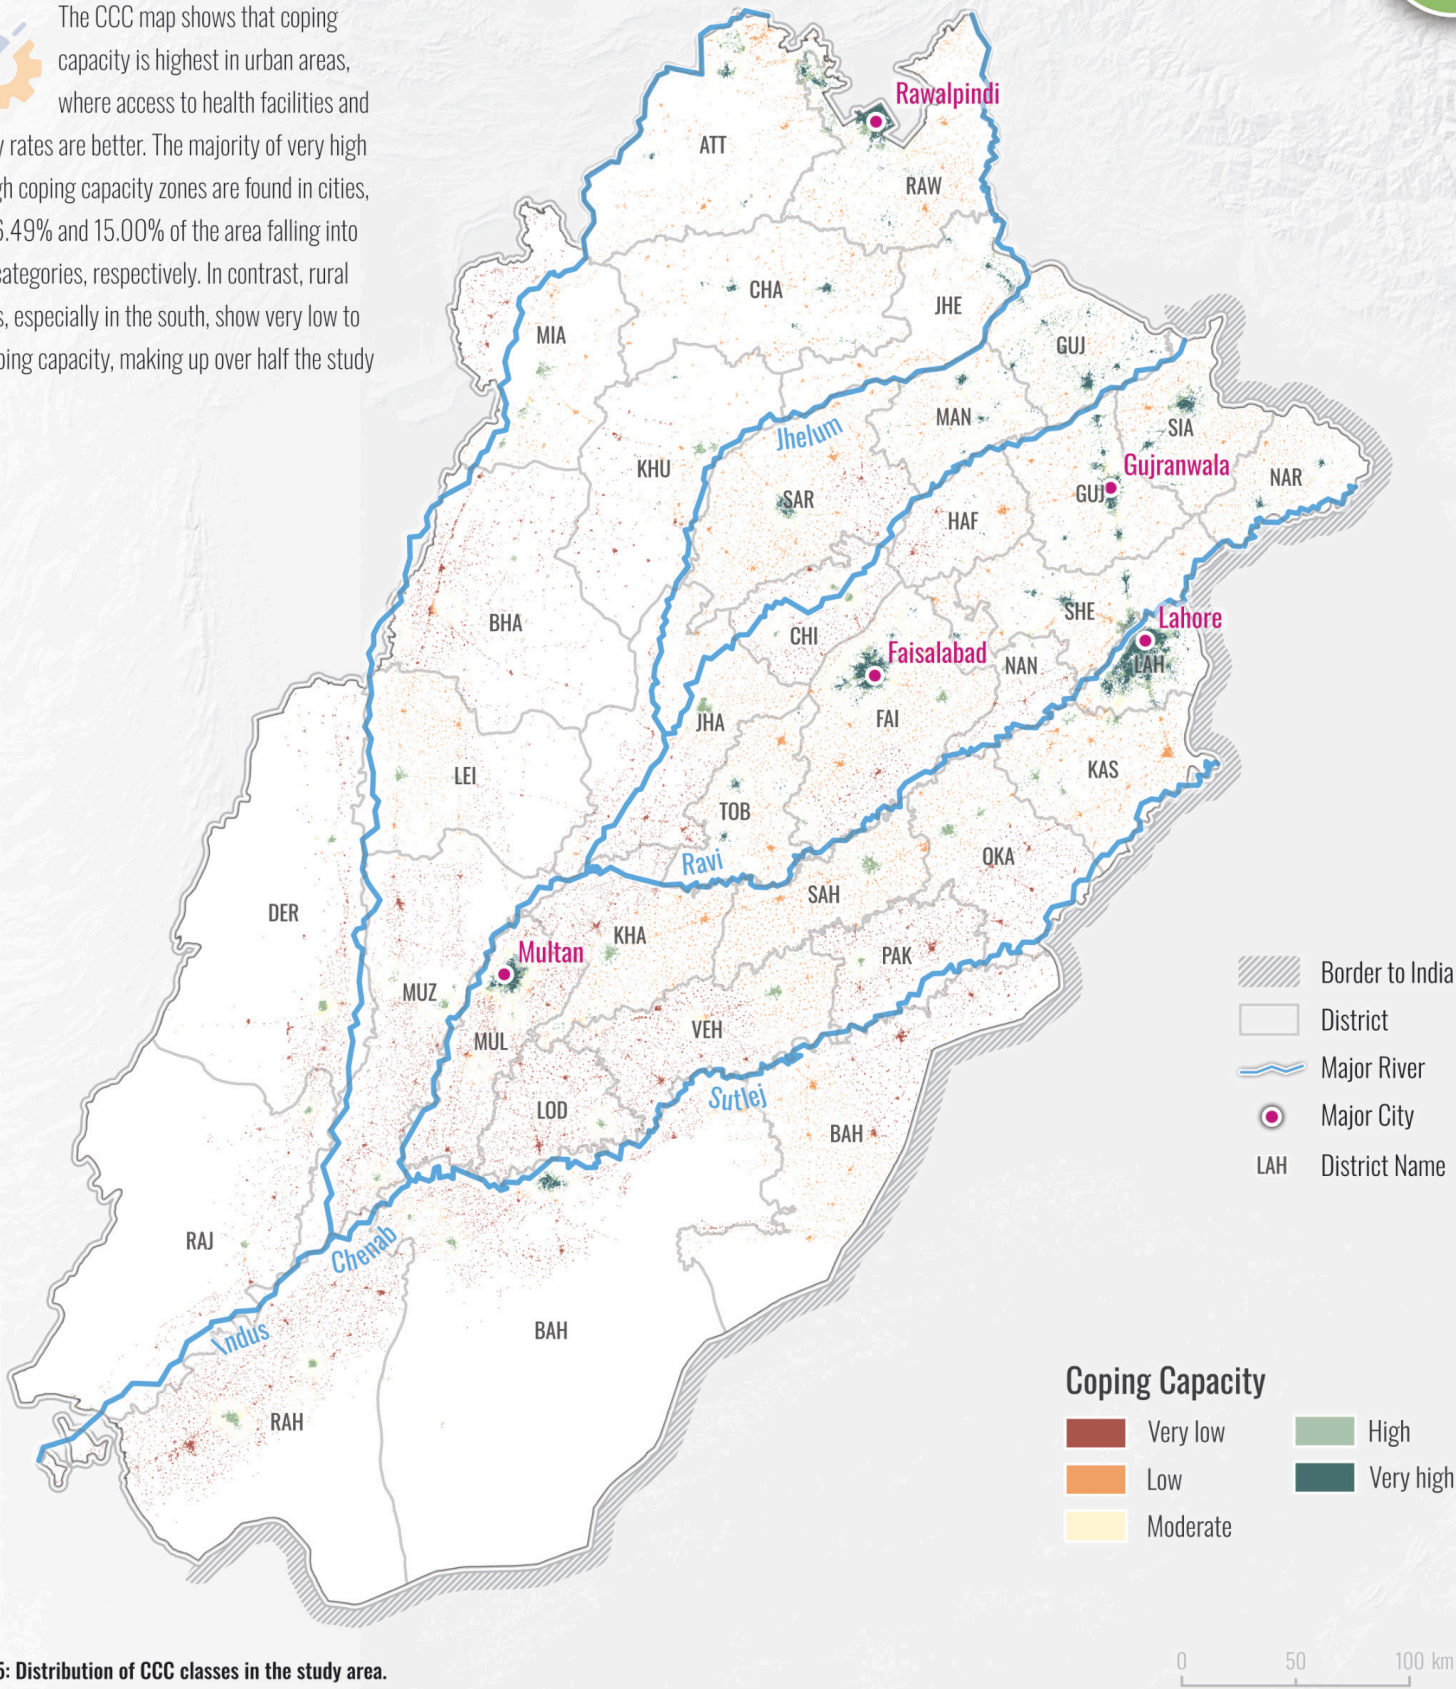 The CCC map shows that coping
capacity is highest in urban areas,
where access to health facilities and
rates are better. The majority of very high
coping capacity zones are found in cities,
6.49% and 15.00% of the area falling into
categories, respectively. In contrast, rural
especially in the south, show very low to
capacity, making up over half the study
Rawalpindi
ATT
RAW
CHA
JHE
MIA
GUJ
MAN
SIA
Jhelum
KHU
Gujranwala
NAR
SAR
GUJ
HAF
SHE
Lahore
BHA
CHI
Faisalabad
NAN
LAH
JHA
FAI
LEI
KAS
TOB
Ravi
OKA
SAH
DER
KHA
Multan
PAK
MUZ
VEH
MUL
Sutlej
LOD
BAH
RAJ
Chenab
Indus
BAH
RAH
Border to India
District
Major River
Major City
LAH District Name
Coping Capacity
Very low
Low
Moderate
High
Very high
0 50 100 km
5: Distribution of CCC classes in the study area.